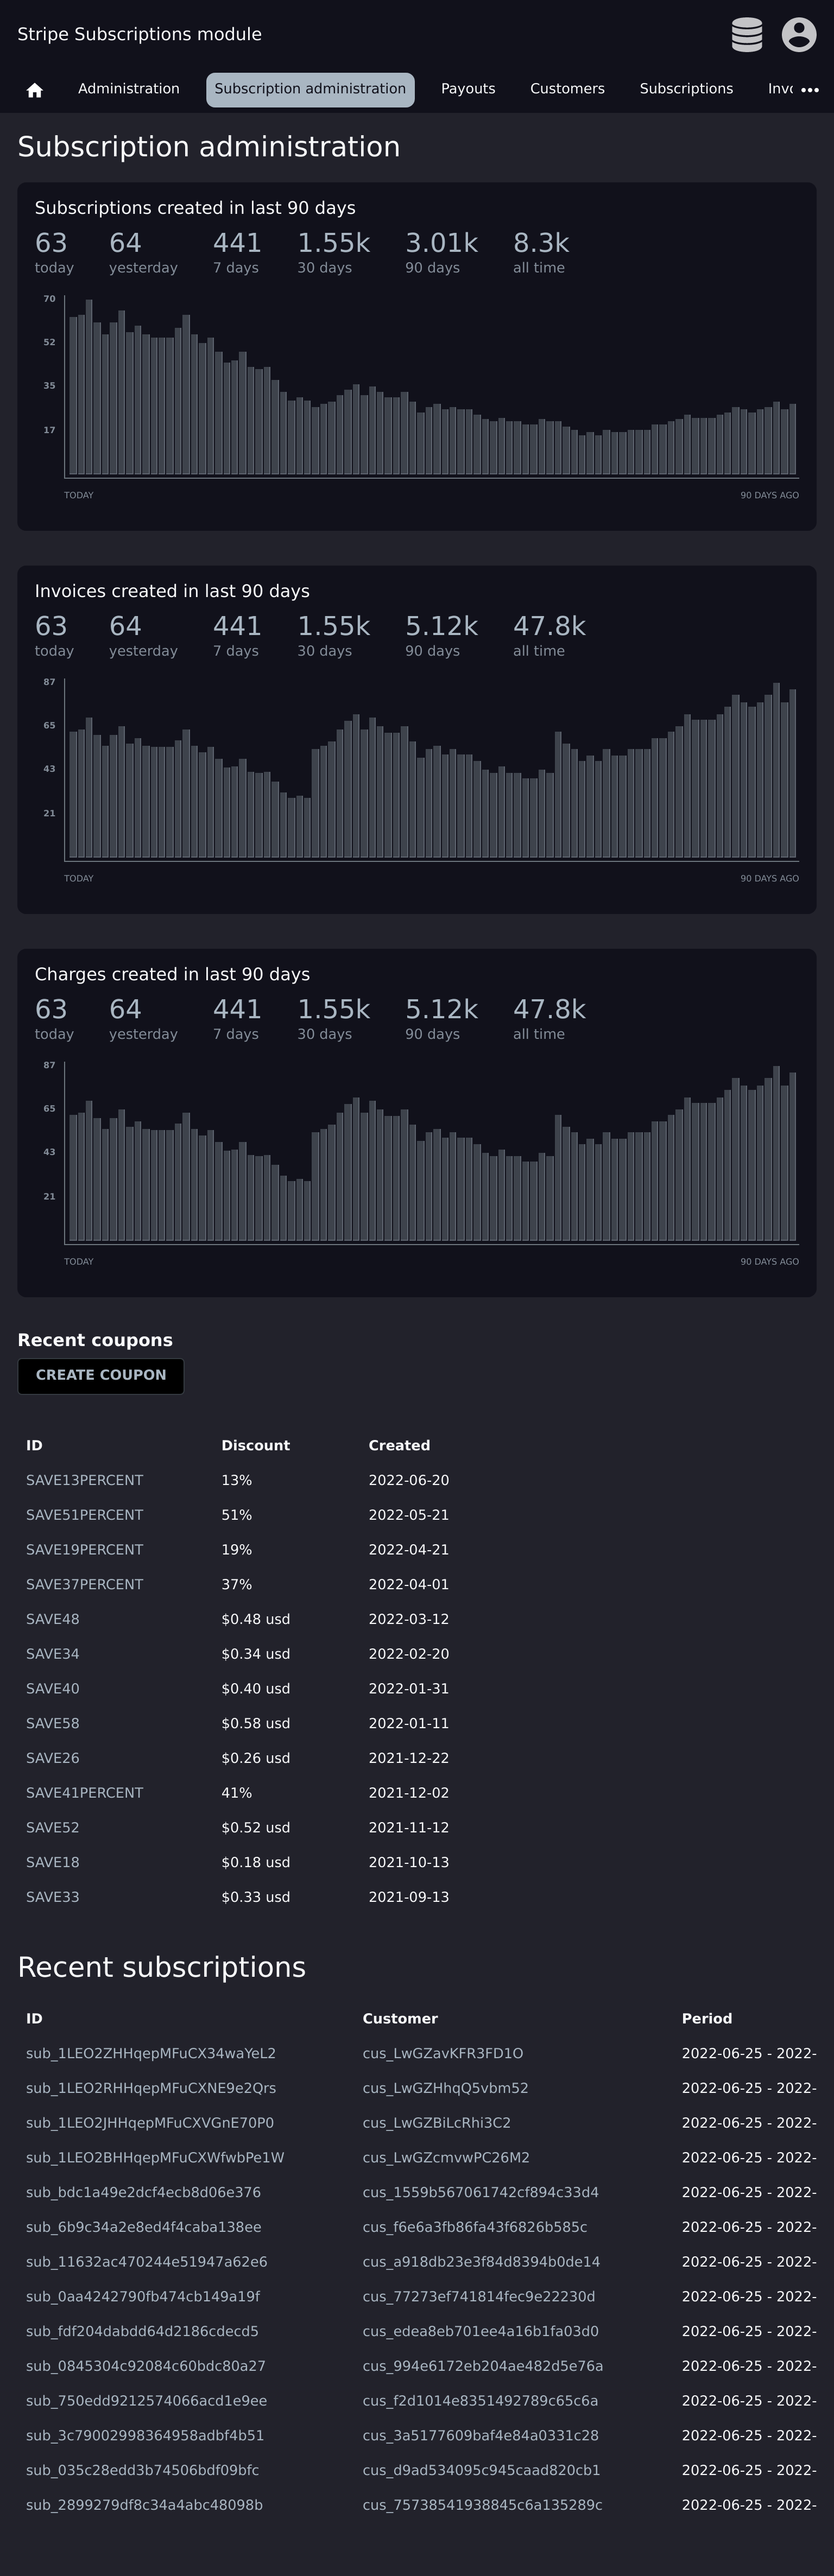 Stripe Subscriptions module
Administration Subscription administration Payouts Customers Subscriptions Invo
Subscription administration
Subscriptions created in last 90 days
63 64 441 1.55k 3.01k 8.3k
today yesterday 7 days 30 days 90 days all time
70
52
35
17
TODAY 90 DAYS AGO
Invoices created in last 90 days
63 64 441 1.55k 5.12k 47.8k
today yesterday 7 days 30 days 90 days all time
87
65
43
21
TODAY 90 DAYS AGO
Charges created in last 90 days
63 64 441 1.55k 5.12k 47.8k
today yesterday 7 days 30 days 90 days all time
87
65
43
21
TODAY 90 DAYS AGO
Recent coupons
CREATE COUPON
ID Discount Created
SAVE13PERCENT 13% 2022-06-20
SAVE51PERCENT 51% 2022-05-21
SAVE19PERCENT 19% 2022-04-21
SAVE37PERCENT 37% 2022-04-01
SAVE48 $0.48 usd 2022-03-12
SAVE34 $0.34 usd 2022-02-20
SAVE40 $0.40 usd 2022-01-31
SAVE58 $0.58 usd 2022-01-11
SAVE26 $0.26 usd 2021-12-22
SAVE41PERCENT 41% 2021-12-02
SAVE52 $0.52 usd 2021-11-12
SAVE18 $0.18 usd 2021-10-13
SAVE33 $0.33 usd 2021-09-13
Recent subscriptions
ID Customer Period
sub_1LEO2ZHHqepMFuCX34waYeL2 cus_LwGZavKFR3FD1O 2022-06-25 - 2022-
sub_1LEO2RHHqepMFuCXNE9e2Qrs cus_LwGZHhqQ5vbm52 2022-06-25 - 2022-
sub_1LEO2JHHqepMFuCXVGnE70P0 cus_LwGZBiLcRhi3C2 2022-06-25 - 2022-
sub_1LEO2BHHqepMFuCXWfwbPe1W cus_LwGZcmvwPC26M2 2022-06-25 - 2022-
sub_bdc1a49e2dcf4ecb8d06e376 cus_1559b567061742cf894c33d4 2022-06-25 - 2022-
sub_6b9c34a2e8ed4f4caba138ee cus_f6e6a3fb86fa43f6826b585c 2022-06-25 - 2022-
sub_11632ac470244e51947a62e6 cus_a918db23e3f84d8394b0de14 2022-06-25 - 2022-
sub_0aa4242790fb474cb149a19f cus_77273ef741814fec9e22230d 2022-06-25 - 2022-
sub_fdf204dabdd64d2186cdecd5 cus_edea8eb701ee4a16b1fa03d0 2022-06-25 - 2022-
sub_0845304c92084c60bdc80a27 cus_994e6172eb204ae482d5e76a 2022-06-25 - 2022-
sub_750edd9212574066acd1e9ee cus_f2d1014e8351492789c65c6a 2022-06-25 - 2022-
sub_3c79002998364958adbf4b51 cus_3a5177609baf4e84a0331c28 2022-06-25 - 2022-
sub_035c28edd3b74506bdf09bfc cus_d9ad534095c945caad820cb1 2022-06-25 - 2022-
sub_2899279df8c34a4abc48098b cus_75738541938845c6a135289c 2022-06-25 - 2022-